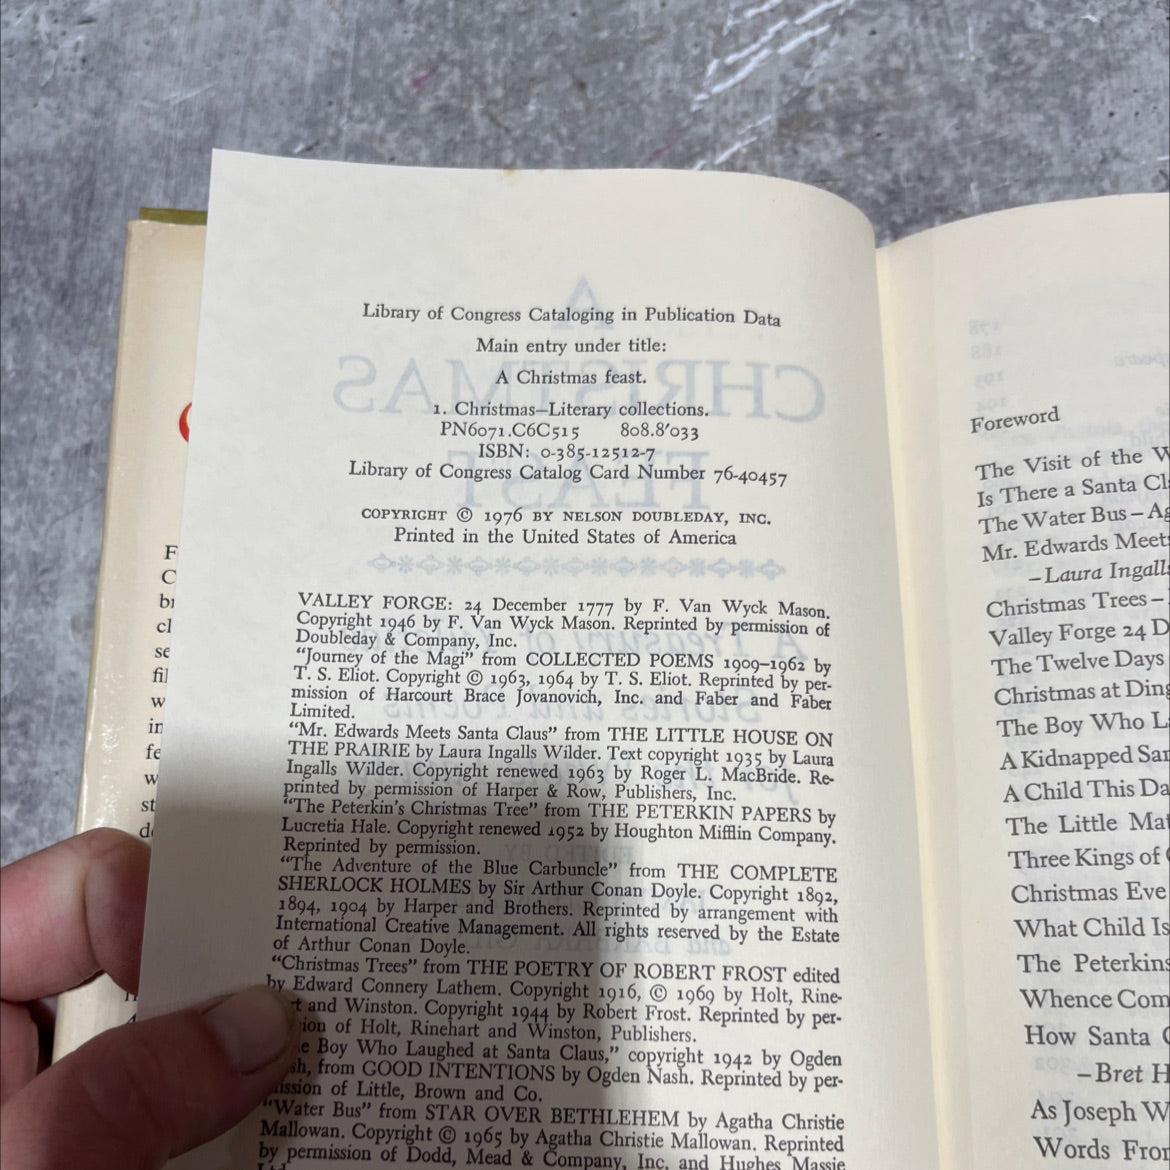 Library of Congress Cataloging in Publication Data
Main entry under title:
A Christmas feast.
1. Christmas—Literary collections.
PN6071.C6C515 808.8′033
ISBN: 0-385-12512-7
Library of Congress Catalog Card Number 76-40457
COPYRIGHT © 1976 BY NELSON DOUBLEDAY, INC.
Printed in the United States of America
VALLEY FORGE: 24 December 1777 by F. Van Wyck Mason.
Copyright 1946 by F. Van Wyck Mason. Reprinted by permission of
Doubleday & Company, Inc.
“Journey of the Magi” from COLLECTED POEMS 1909–1962 by
T. S. Eliot. Copyright © 1963, 1964 by T. S. Eliot. Reprinted by per-
mission of Harcourt Brace Jovanovich, Inc. and Faber and Faber
Limited.
“Mr. Edwards Meets Santa Claus” from THE LITTLE HOUSE ON
THE PRAIRIE by Laura Ingalls Wilder. Text copyright 1935 by Laura
Ingalls Wilder. Copyright renewed 1963 by Roger L. MacBride. Re-
printed by permission of Harper & Row, Publishers, Inc.
“The Peterkin’s Christmas Tree” from THE PETERKIN PAPERS by
Lucretia Hale. Copyright renewed 1952 by Houghton Mifflin Company.
Reprinted by permission.
“The Adventure of the Blue Carbuncle” from THE COMPLETE
SHERLOCK HOLMES by Sir Arthur Conan Doyle. Copyright 1892,
1894, 1904 by Harper and Brothers. Reprinted by arrangement with
International Creative Management. All rights reserved by the Estate
of Arthur Conan Doyle.
“Christmas Trees” from THE POETRY OF ROBERT FROST edited
by Edward Connery Lathem. Copyright 1916, © 1969 by Holt, Rine-
and Winston. Copyright 1944 by Robert Frost. Reprinted by per-
of Holt, Rinehart and Winston, Publishers.
Boy Who Laughed at Santa Claus,” copyright 1942 by Ogden
from GOOD INTENTIONS by Ogden Nash. Reprinted by per-
mission of Little, Brown and Co.
“Water Bus” from STAR OVER BETHLEHEM by Agatha Christie
Mallowan. Copyright © 1965 by Agatha Christie Mallowan. Reprinted
by permission of Dodd, Mead & Company, Inc. and Hughes Massie
Foreword
The Visit of the W
Is There a Santa Cl
The Water Bus – Ag
Mr. Edwards Meets
– Laura Ingalls
Christmas Trees –
Valley Forge 24 D
The Twelve Days
Christmas at Ding
The Boy Who L
A Kidnapped San
A Child This Da
The Little Mat
Three Kings of
Christmas Eve
What Child Is
The Peterkins
Whence Com
How Santa C
– Bret H
As Joseph W
Words From